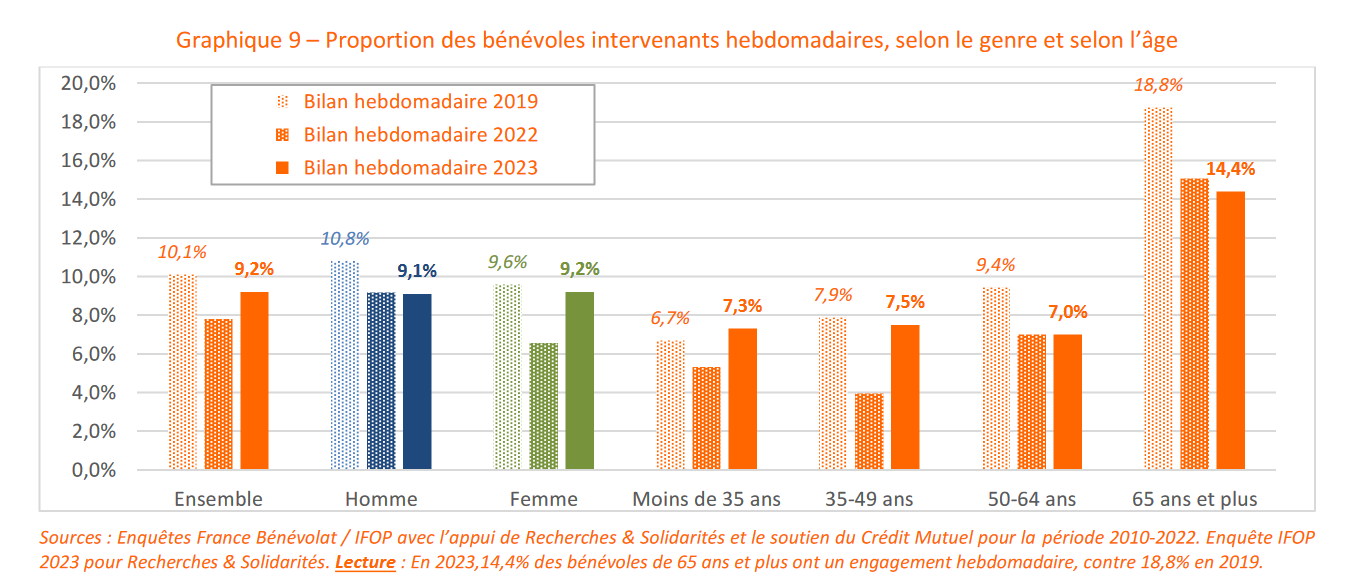 Graphique 9 – Proportion des bénévoles intervenants hebdomadaires, selon le genre et selon l'âge
20,0%
18,0%
16,0%
14,0%
12,0%
10,0%
8,0%
6,0%
4,0%
2,0%
0,0%
Bilan hebdomadaire 2019
Bilan hebdomadaire 2022
Bilan hebdomadaire 2023
10,1%
9,2%
10,8%
9,1%
9,6%
9,2%
6,7%
7,3%
7,9%
7,5%
9,4%
7,0%
18,8%
14,4%
Ensemble
Homme
Femme
Moins de 35 ans
35-49 ans
50-64 ans
65 ans et plus
Sources : Enquêtes France Bénévolat / IFOP avec l'appui de Recherches & Solidarités et le soutien du Crédit Mutuel pour la période 2010-2022. Enquête IFOP
2023 pour Recherches & Solidarités. Lecture : En 2023,14,4% des bénévoles de 65 ans et plus ont un engagement hebdomadaire, contre 18,8% en 2019.